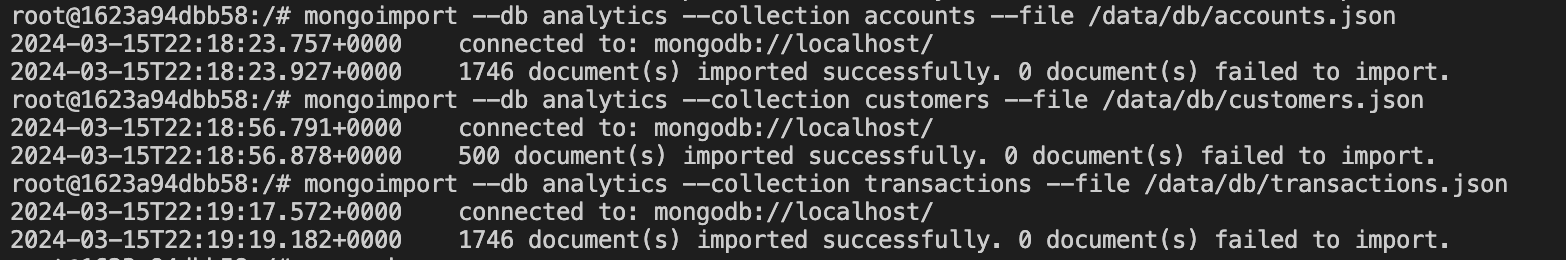 root@1623a94dbb58:/# mongoimport --db analytics --collection accounts --file /data/db/accounts.json
2024-03-15T22:18:23.757+0000    connected to: mongodb://localhost/
2024-03-15T22:18:23.927+0000    1746 document(s) imported successfully. 0 document(s) failed to import.
root@1623a94dbb58:/# mongoimport --db analytics --collection customers --file /data/db/customers.json
2024-03-15T22:18:56.791+0000    connected to: mongodb://localhost/
2024-03-15T22:18:56.878+0000    500 document(s) imported successfully. 0 document(s) failed to import.
root@1623a94dbb58:/# mongoimport --db analytics --collection transactions --file /data/db/transactions.json
2024-03-15T22:19:17.572+0000    connected to: mongodb://localhost/
2024-03-15T22:19:19.182+0000    1746 document(s) imported successfully. 0 document(s) failed to import.